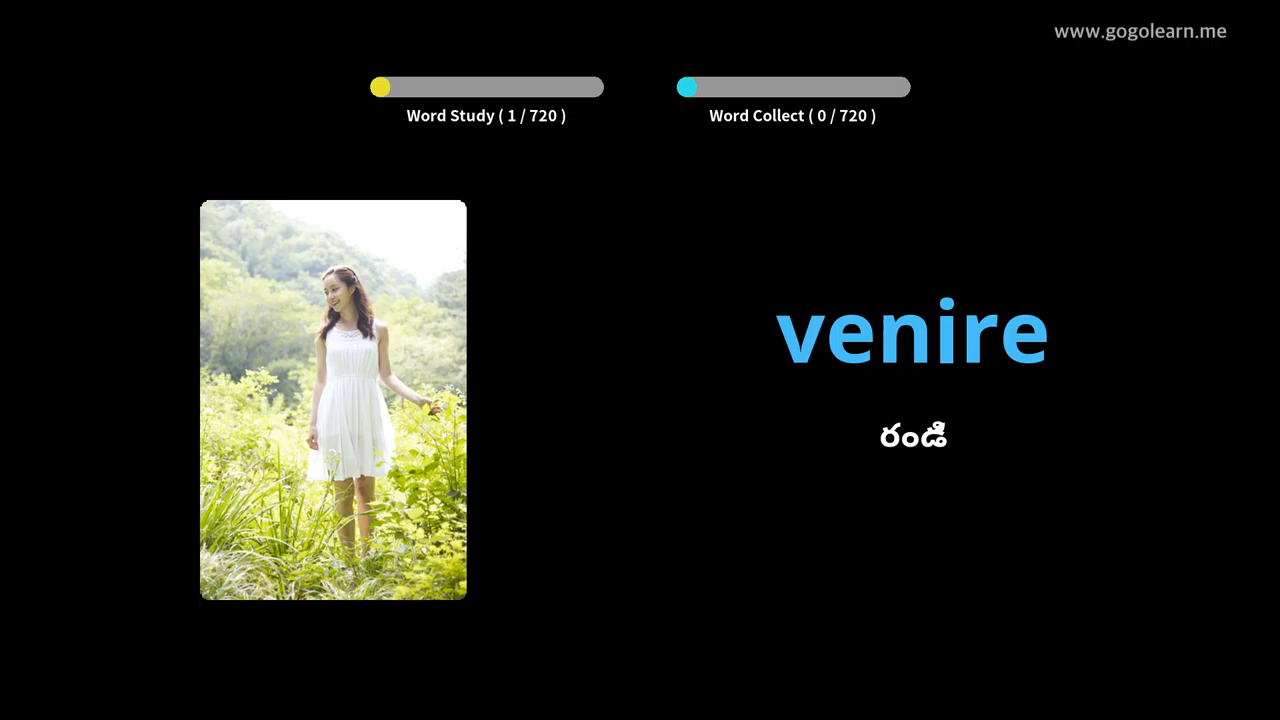 www.gogolearn.me
Word Study ( 1 / 720 )
Word Collect ( 0 / 720 )
venire
రండి